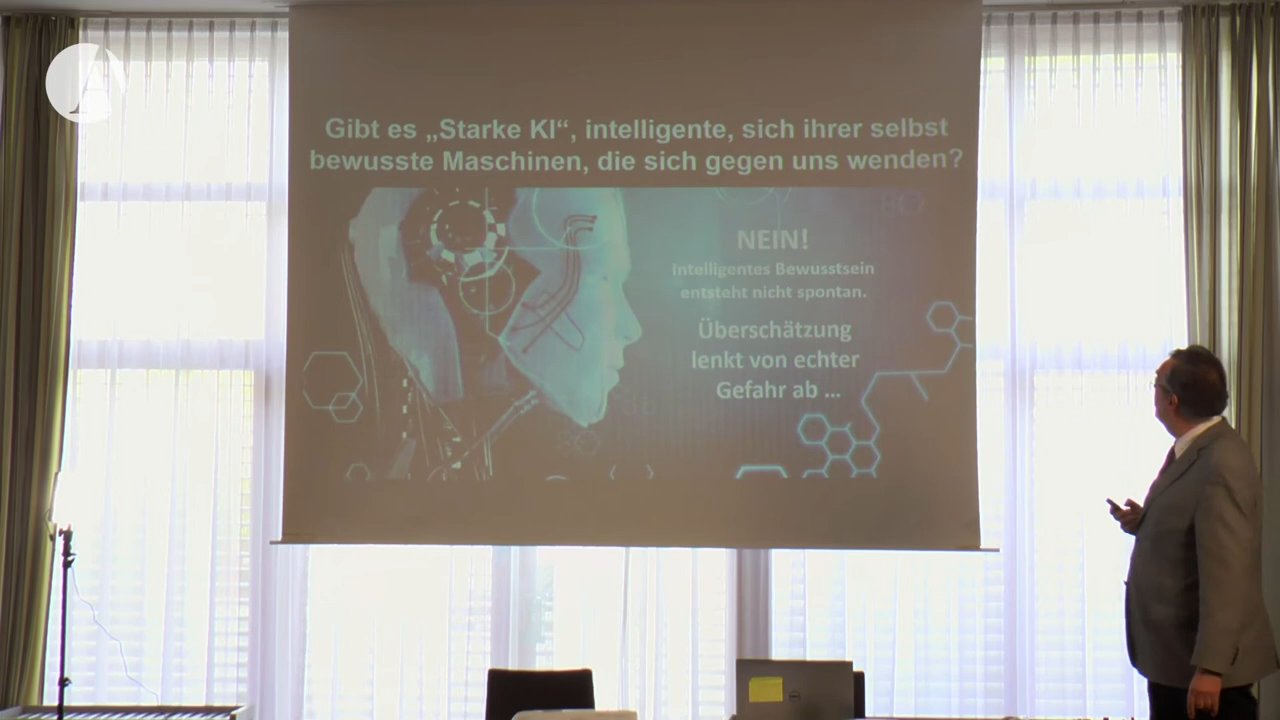 A
Gibt es „Starke KI“, intelligente, sich ihrer selbst
bewusste Maschinen, die sich gegen uns wenden?
NEIN!
Intelligentes Bewusstsein
entsteht nicht spontan.
Überschätzung
lenkt von echter
Gefahr ab ...
DELL